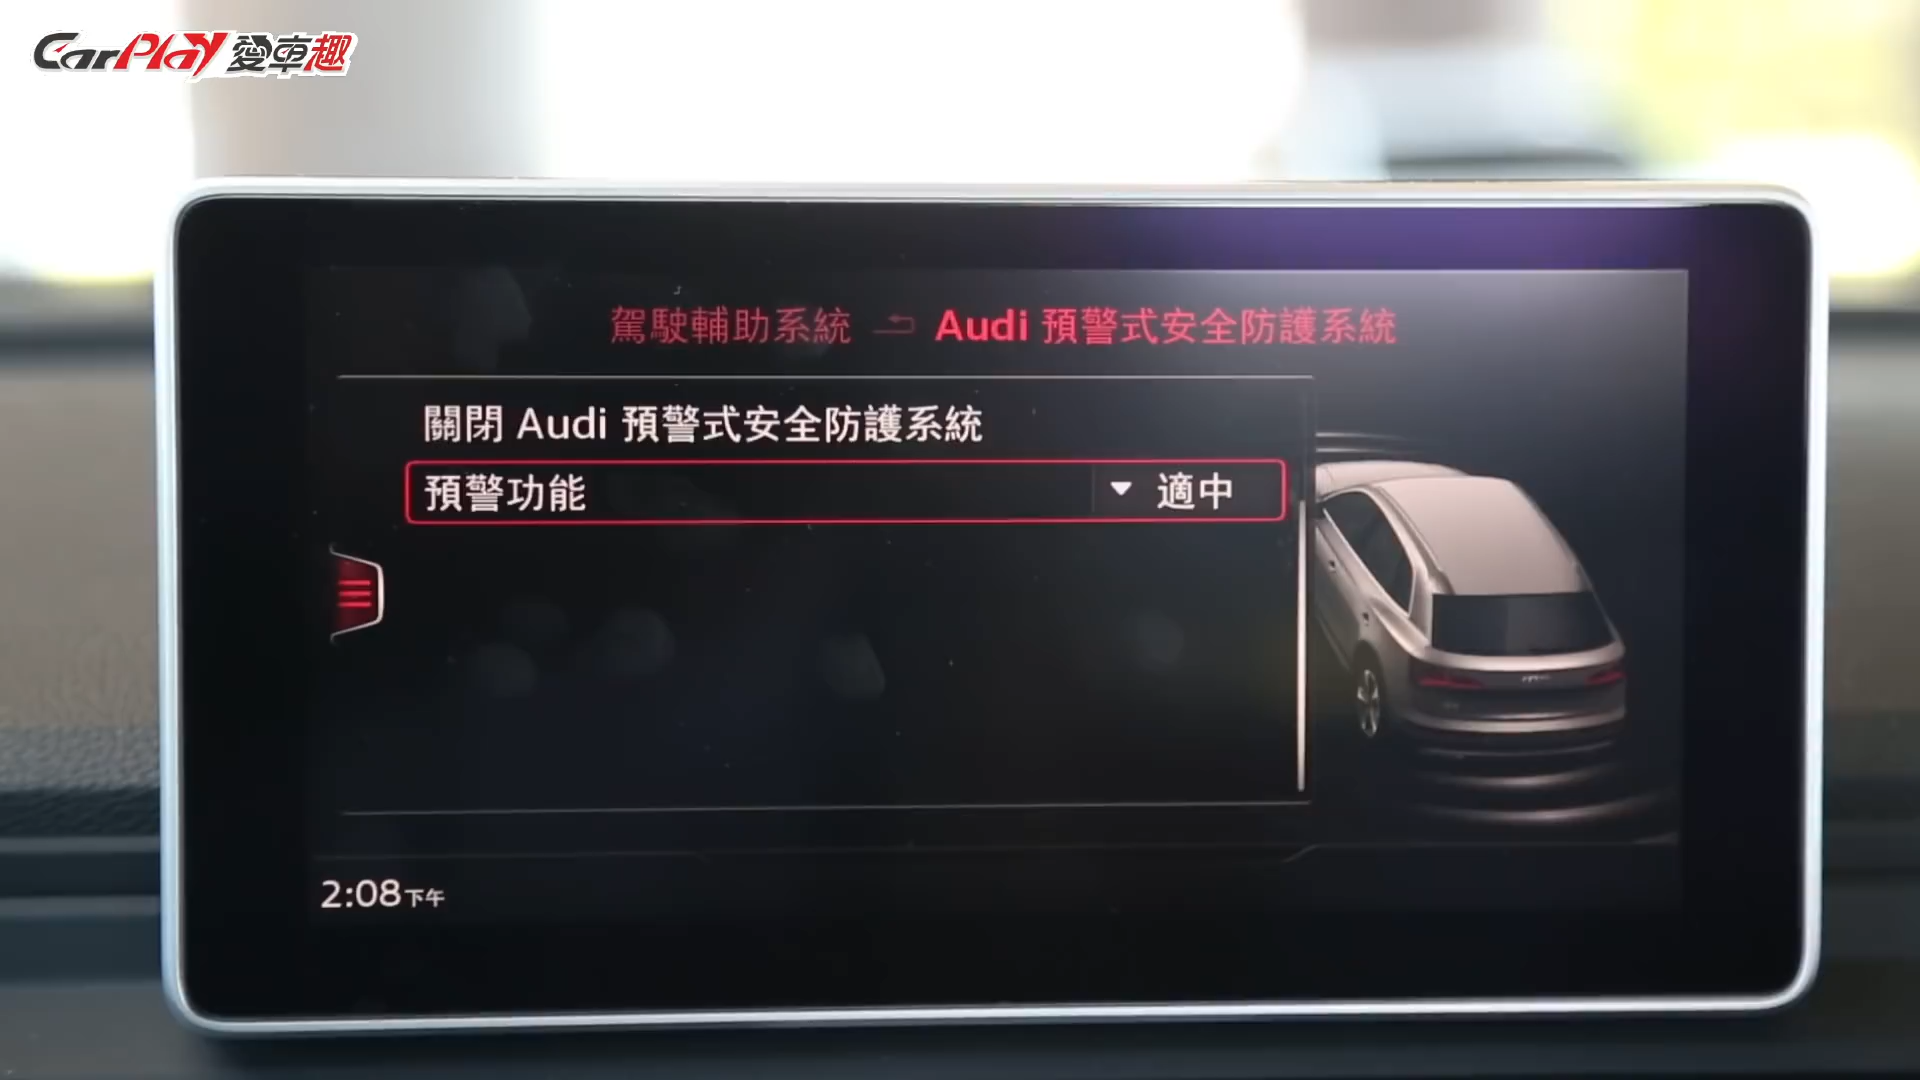 CarPlay 愛車趣
駕駛輔助系統 Audi 預警式安全防護系統
關閉 Audi 預警式安全防護系統
預警功能 適中
2:08下午